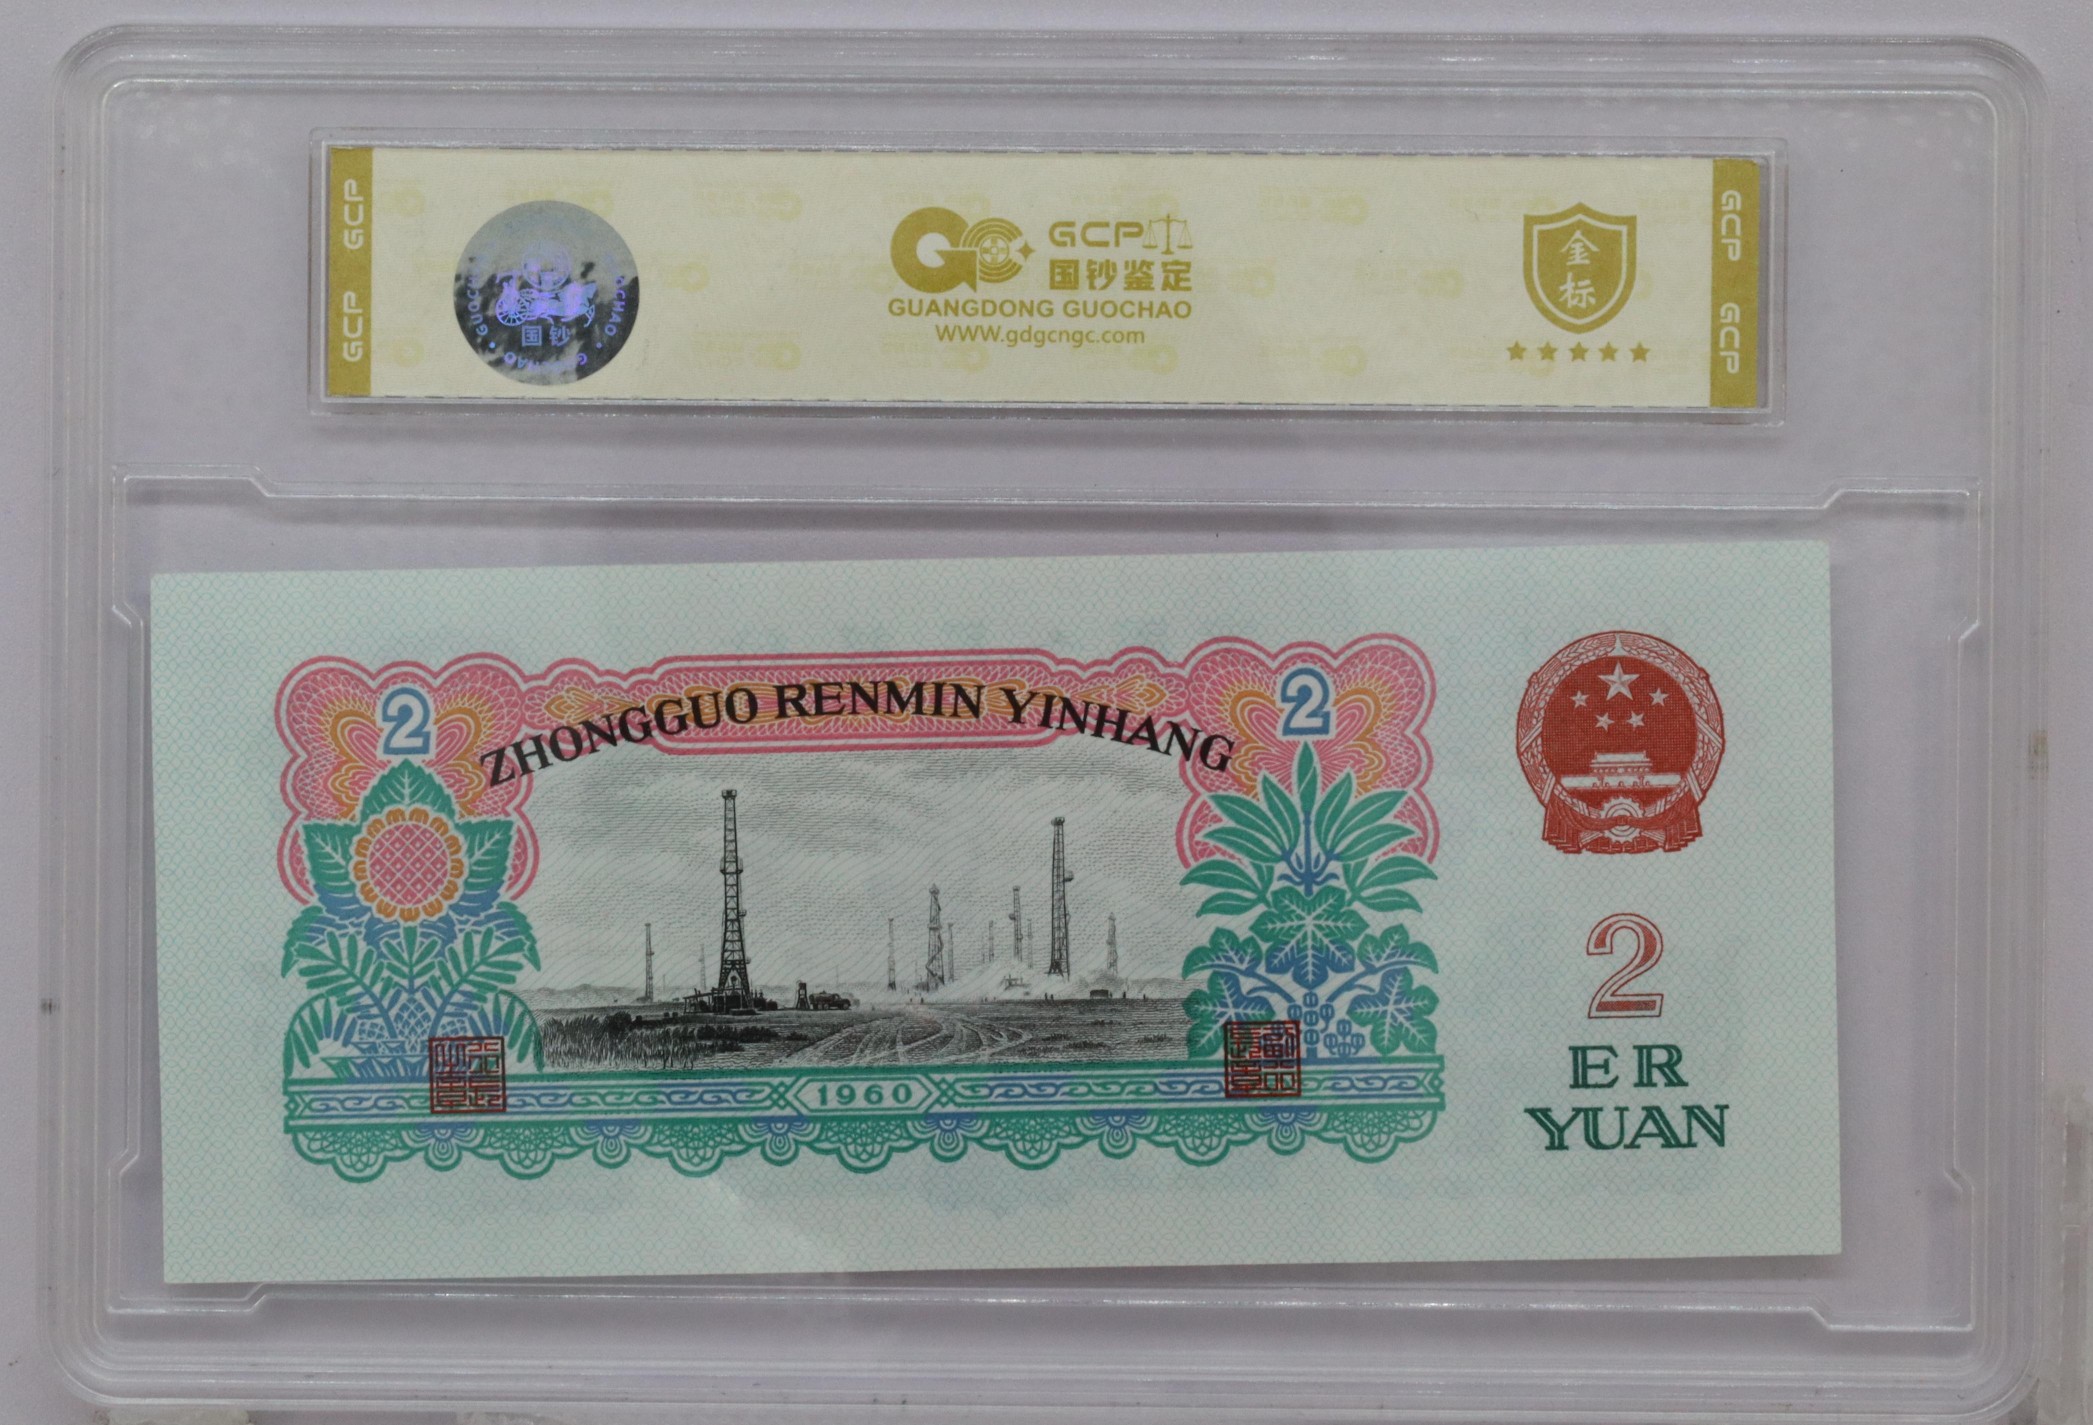 GCP
GCP
国钞
GCP
国钞鉴定
GUANGDONG GUOCHAO
WWW.gdgcngc.com
金
标
GCP
GCP
2
ZHONGGUO RENMIN YINHANG
2
1960
2
ER
YUAN